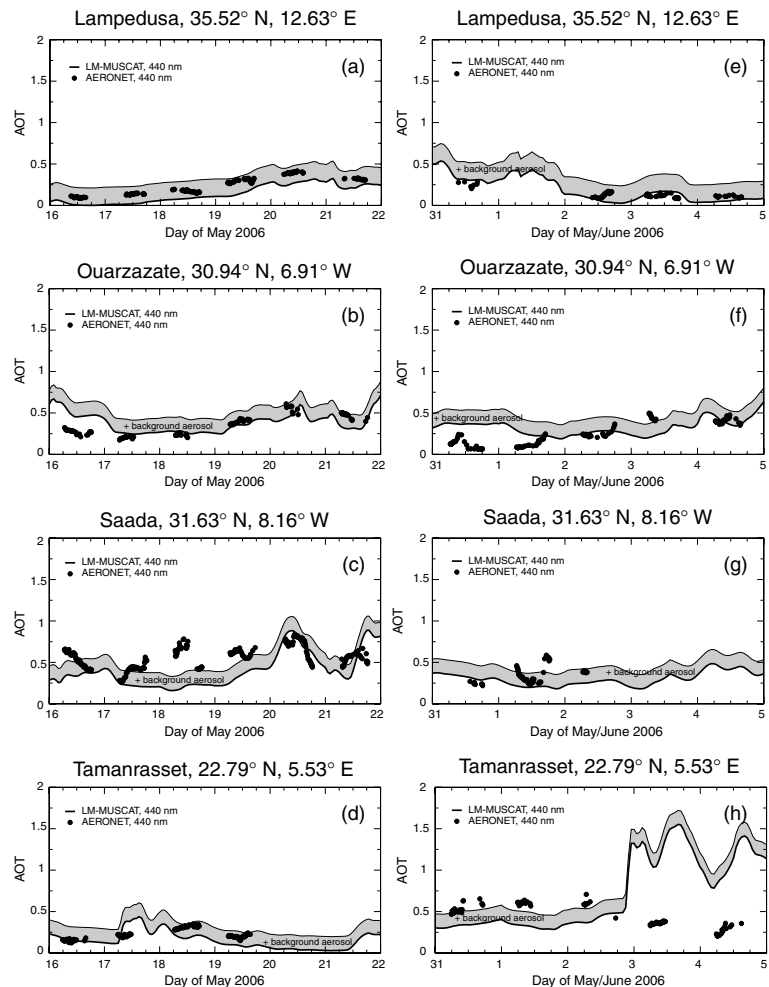 Lampedusa, 35.52° N, 12.63° E
2
1.5
1
0.5
0
AOT
LM-MUSCAT, 440 nm
AERONET, 440 nm
(a)
16 17 18 19 20 21 22
Day of May 2006
Lampedusa, 35.52° N, 12.63° E
2
1.5
1
0.5
0
AOT
LM-MUSCAT, 440 nm
AERONET, 440 nm
(e)
+ background aerosol
31 1 2 3 4 5
Day of May/June 2006
Ouarzazate, 30.94° N, 6.91° W
2
1.5
1
0.5
0
AOT
LM-MUSCAT, 440 nm
AERONET, 440 nm
(b)
+ background aerosol
16 17 18 19 20 21 22
Day of May 2006
Ouarzazate, 30.94° N, 6.91° W
2
1.5
1
0.5
0
AOT
LM-MUSCAT, 440 nm
AERONET, 440 nm
(f)
+ background aerosol
31 1 2 3 4 5
Day of May/June 2006
Saada, 31.63° N, 8.16° W
2
1.5
1
0.5
0
AOT
LM-MUSCAT, 440 nm
AERONET, 440 nm
(c)
+ background aerosol
16 17 18 19 20 21 22
Day of May 2006
Saada, 31.63° N, 8.16° W
2
1.5
1
0.5
0
AOT
LM-MUSCAT, 440 nm
AERONET, 440 nm
(g)
+ background aerosol
31 1 2 3 4 5
Day of May/June 2006
Tamanrasset, 22.79° N, 5.53° E
2
1.5
1
0.5
0
AOT
LM-MUSCAT, 440 nm
AERONET, 440 nm
(d)
+ background aerosol
16 17 18 19 20 21 22
Day of May 2006
Tamanrasset, 22.79° N, 5.53° E
2
1.5
1
0.5
0
AOT
LM-MUSCAT, 440 nm
AERONET, 440 nm
(h)
+ background aerosol
31 1 2 3 4 5
Day of May/June 2006